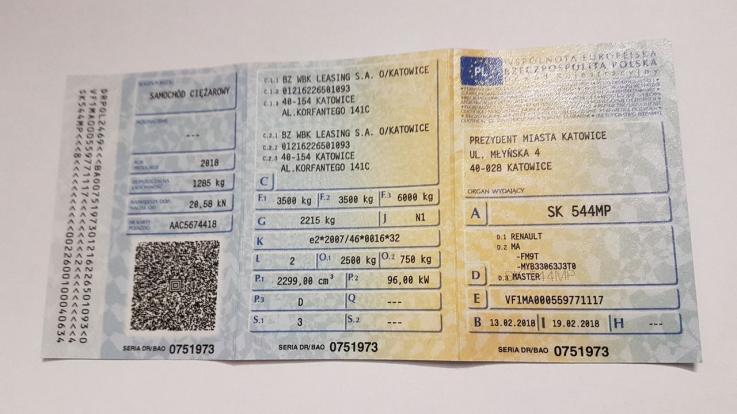 DRPOL2469<<<BA00751973012162265010930<0
SAMOCHÓD CIĘŻAROWY
---
2018
1285 kg
20,58 kN
AAC5674418
SERIA DR/BAO 0751973
C.1.1 BZ WBK LEASING S.A. O/KATOWICE
C.1.2 01216226501093
C.1.3 40-154 KATOWICE
AL.KORFANTEGO 141C
C.2.1 BZ WBK LEASING S.A. O/KATOWICE
C.2.2 01216226501093
C.2.3 40-154 KATOWICE
AL.KORFANTEGO 141C
C
F.1 3500 kg F.2 3500 kg F.3 6000 kg
G 2215 kg J N1
K e2*2007/46*0016*32
L 2 O.1 2500 kg O.2 750 kg
P.1 2299,00 cm³ P.2 96,00 kW
P.3 D Q ---
S.1 3 S.2 ---
SERIA DR/BAO 0751973
PL
WSPÓLNOTA EUROPEJSKA
RZECZPOSPOLITA POLSKA
PREZYDENT MIASTA KATOWICE
UL. MŁYŃSKA 4
40-028 KATOWICE
ORGAN WYDAJĄCY
A SK 544MP
D.1 RENAULT
D.2 MA
-FM9T
-MYB33063J3T0
D D.3 MASTER
E VF1MA000559771117
B 13.02.2018 I 19.02.2018 H ---
SERIA DR/BAO 0751973